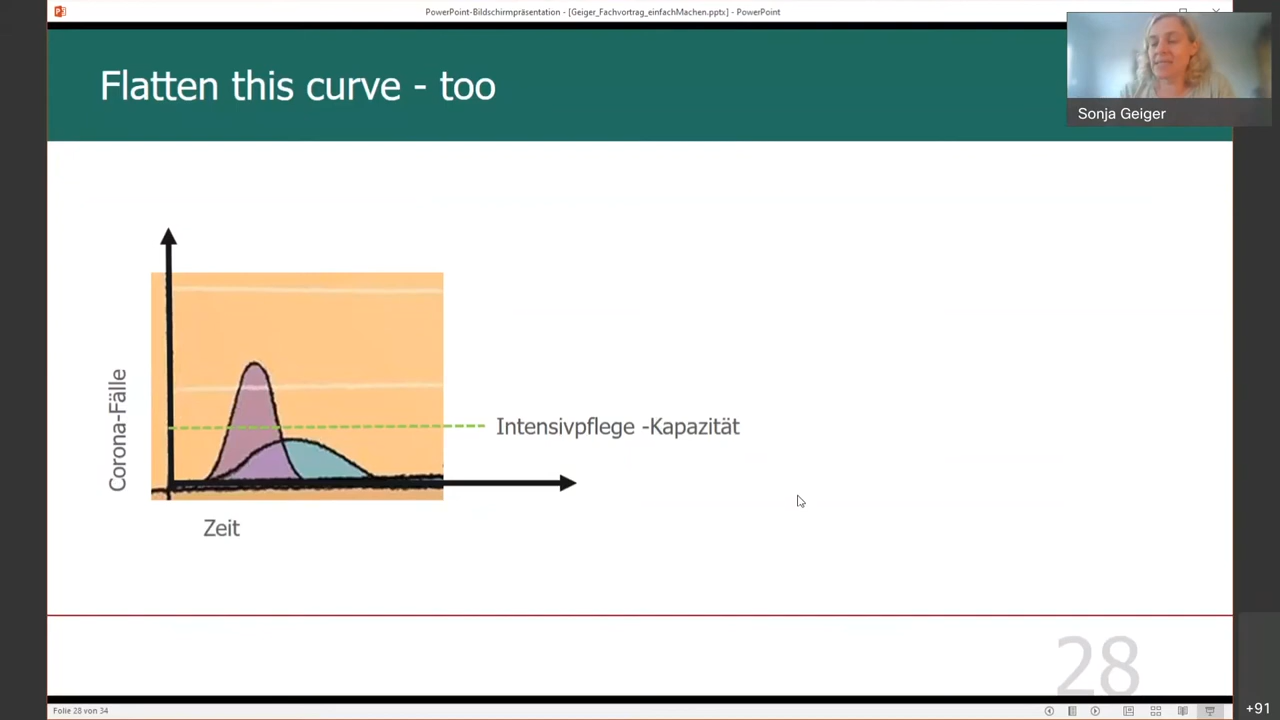 PowerPoint-Bildschirmpräsentation - [Geiger_Fachvortrag_einfachMachen.pptx] - PowerPoint
Flatten this curve - too
Sonja Geiger
Corona-Fälle
Intensivpflege -Kapazität
Zeit
28
Folie 28 von 34
+91